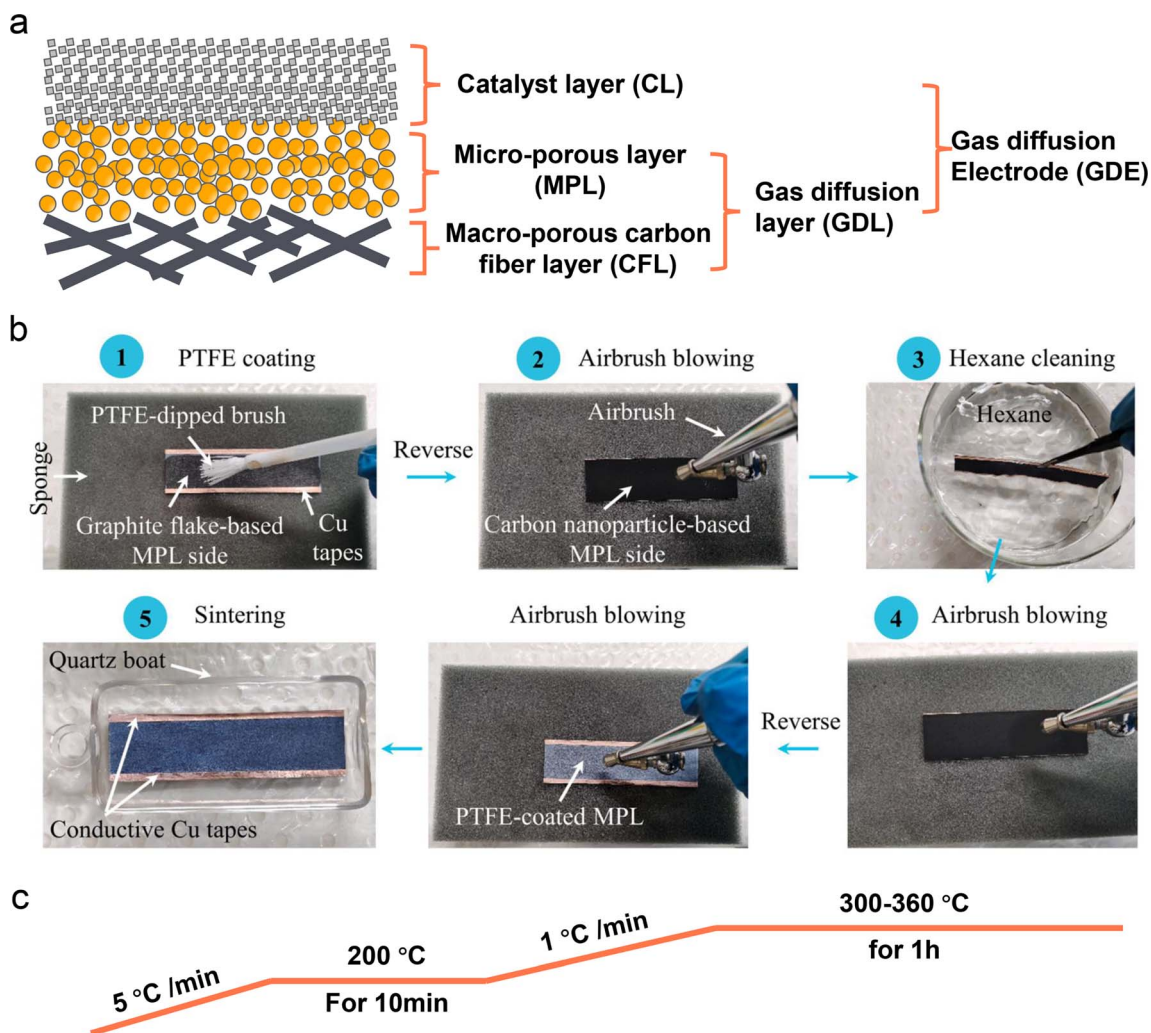 a
Catalyst layer (CL)
Micro-porous layer
(MPL)
Macro-porous carbon
fiber layer (CFL)
Gas diffusion
layer (GDL)
Gas diffusion
Electrode (GDE)
b
1 PTFE coating
PTFE-dipped brush
Sponge
Graphite flake-based
MPL side
Cu
tapes
Reverse
2 Airbrush blowing
Airbrush
Carbon nanoparticle-based
MPL side
3 Hexane cleaning
Hexane
4 Airbrush blowing
Reverse
Airbrush blowing
PTFE-coated MPL
5 Sintering
Quartz boat
Conductive Cu tapes
c
5 °C /min
200 °C
For 10min
1 °C /min
300-360 °C
for 1h